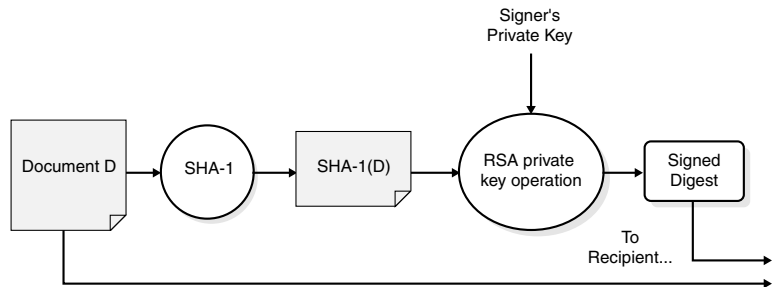 Signer's
Private Key
Document D
SHA-1
SHA-1(D)
RSA private
key operation
Signed
Digest
To
Recipient...